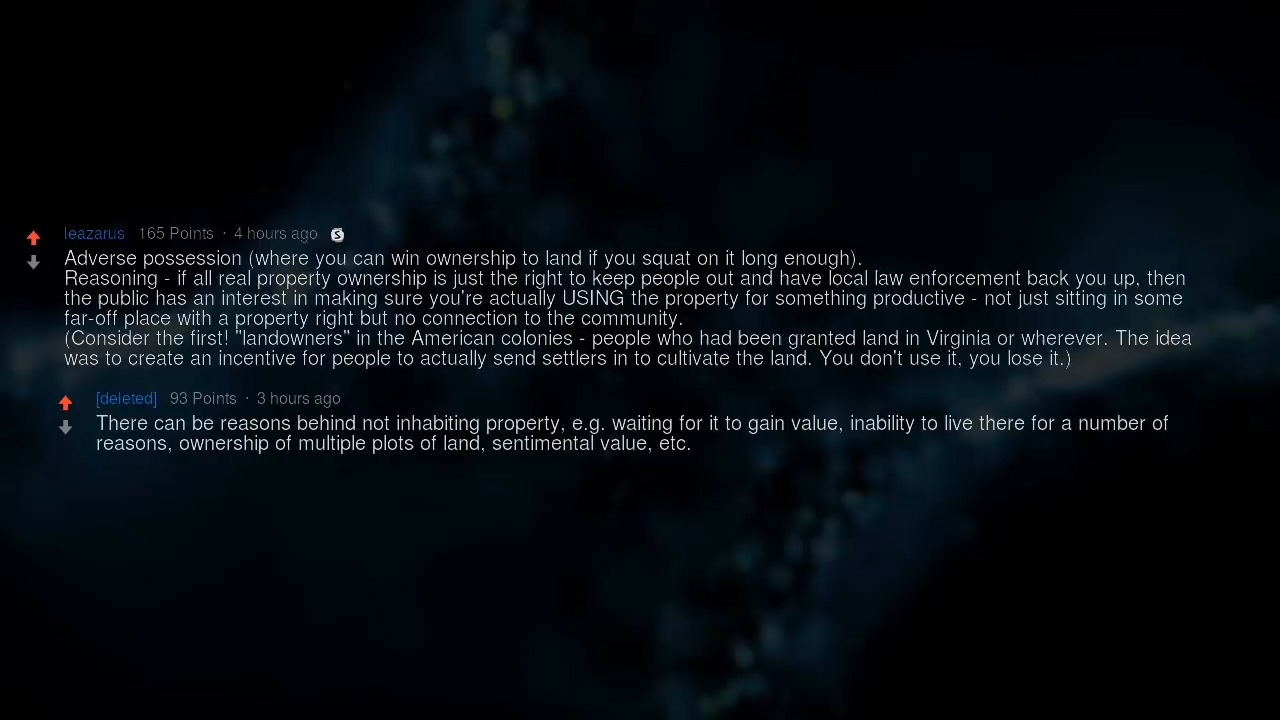 leazarus 165 Points · 4 hours ago S
Adverse possession (where you can win ownership to land if you squat on it long enough).
Reasoning - if all real property ownership is just the right to keep people out and have local law enforcement back you up, then
the public has an interest in making sure you're actually USING the property for something productive - not just sitting in some
far-off place with a property right but no connection to the community.
(Consider the first! "landowners" in the American colonies - people who had been granted land in Virginia or wherever. The idea
was to create an incentive for people to actually send settlers in to cultivate the land. You don't use it, you lose it.)
[deleted] 93 Points · 3 hours ago
There can be reasons behind not inhabiting property, e.g. waiting for it to gain value, inability to live there for a number of
reasons, ownership of multiple plots of land, sentimental value, etc.